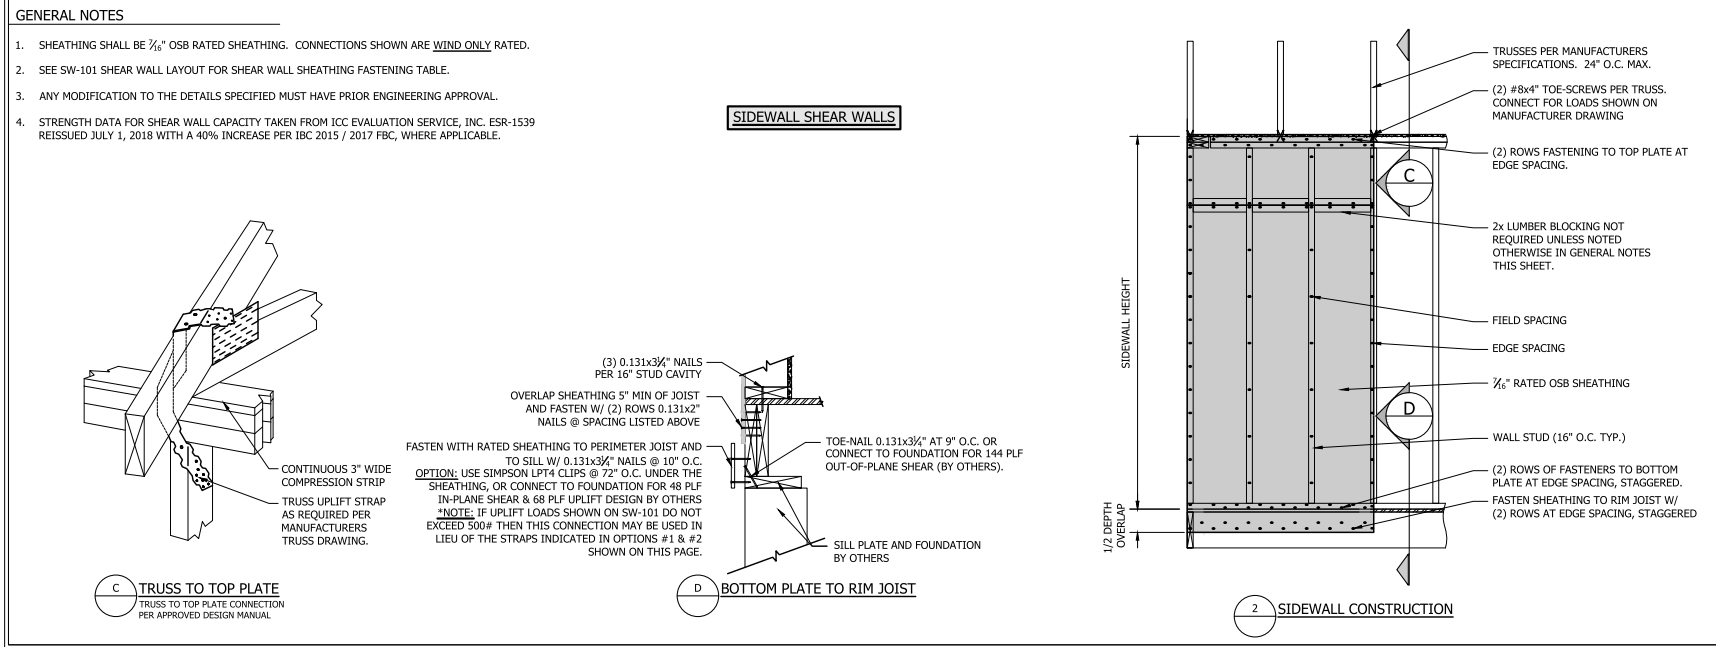 GENERAL NOTES
1. SHEATHING SHALL BE 7/16" OSB RATED SHEATHING. CONNECTIONS SHOWN ARE WIND ONLY RATED.
2. SEE SW-101 SHEAR WALL LAYOUT FOR SHEAR WALL SHEATHING FASTENING TABLE.
3. ANY MODIFICATION TO THE DETAILS SPECIFIED MUST HAVE PRIOR ENGINEERING APPROVAL.
4. STRENGTH DATA FOR SHEAR WALL CAPACITY TAKEN FROM ICC EVALUATION SERVICE, INC. ESR-1539
REISSUED JULY 1, 2018 WITH A 40% INCREASE PER IBC 2015 / 2017 FBC, WHERE APPLICABLE.
SIDEWALL SHEAR WALLS
CONTINUOUS 3" WIDE
COMPRESSION STRIP
TRUSS UPLIFT STRAP
AS REQUIRED PER
MANUFACTURERS
TRUSS DRAWING.
C TRUSS TO TOP PLATE
TRUSS TO TOP PLATE CONNECTION
PER APPROVED DESIGN MANUAL
(3) 0.131x3¼" NAILS
PER 16" STUD CAVITY
OVERLAP SHEATHING 5" MIN OF JOIST
AND FASTEN W/ (2) ROWS 0.131x2"
NAILS @ SPACING LISTED ABOVE
FASTEN WITH RATED SHEATHING TO PERIMETER JOIST AND
TO SILL W/ 0.131x3¼" NAILS @ 10" O.C.
OPTION: USE SIMPSON LPT4 CLIPS @ 72" O.C. UNDER THE
SHEATHING, OR CONNECT TO FOUNDATION FOR 48 PLF
IN-PLANE SHEAR & 68 PLF UPLIFT DESIGN BY OTHERS
*NOTE: IF UPLIFT LOADS SHOWN ON SW-101 DO NOT
EXCEED 500# THEN THIS CONNECTION MAY BE USED IN
LIEU OF THE STRAPS INDICATED IN OPTIONS #1 & #2
SHOWN ON THIS PAGE.
TOE-NAIL 0.131x3¼" AT 9" O.C. OR
CONNECT TO FOUNDATION FOR 144 PLF
OUT-OF-PLANE SHEAR (BY OTHERS).
SILL PLATE AND FOUNDATION
BY OTHERS
D BOTTOM PLATE TO RIM JOIST
TRUSSES PER MANUFACTURERS
SPECIFICATIONS. 24" O.C. MAX.
(2) #8x4" TOE-SCREWS PER TRUSS.
CONNECT FOR LOADS SHOWN ON
MANUFACTURER DRAWING
(2) ROWS FASTENING TO TOP PLATE AT
EDGE SPACING.
C
2x LUMBER BLOCKING NOT
REQUIRED UNLESS NOTED
OTHERWISE IN GENERAL NOTES
THIS SHEET.
SIDEWALL HEIGHT
FIELD SPACING
EDGE SPACING
7/16" RATED OSB SHEATHING
D
WALL STUD (16" O.C. TYP.)
(2) ROWS OF FASTENERS TO BOTTOM
PLATE AT EDGE SPACING, STAGGERED.
FASTEN SHEATHING TO RIM JOIST W/
(2) ROWS AT EDGE SPACING, STAGGERED
1/2 DEPTH
OVERLAP
2 SIDEWALL CONSTRUCTION